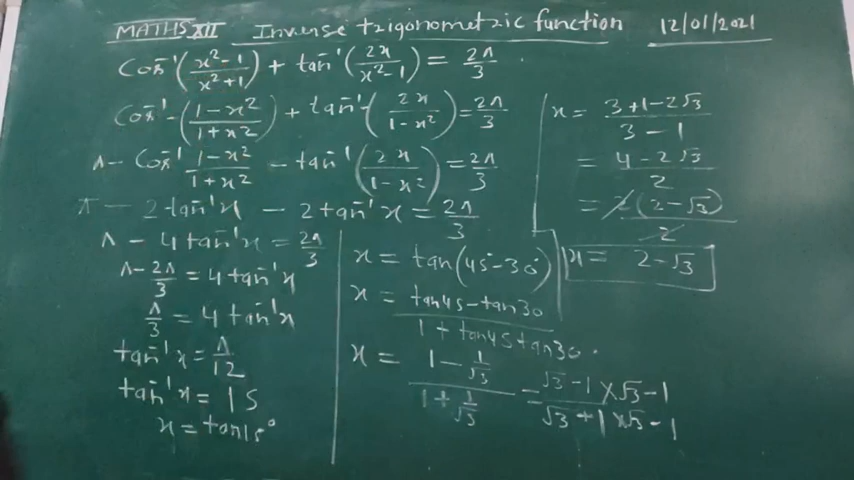 MATHS XII Inverse trigonometric function 12/01/2021
Cos⁻¹(x²-1/x²+1) + tan⁻¹(2x/x²-1) = 2π/3
Cos⁻¹-(1-x²/1+x²) + tan⁻¹-(2x/1-x²) = 2π/3
π - Cos⁻¹ 1-x²/1+x² - tan⁻¹(2x/1-x²) = 2π/3
π - 2tan⁻¹x - 2tan⁻¹x = 2π/3
π - 4tan⁻¹x = 2π/3
π - 2π/3 = 4tan⁻¹x
π/3 = 4tan⁻¹x
tan⁻¹x = π/12
tan⁻¹x = 15
x = tan15°
x = tan(45°-30°)
x = tan45-tan30/1+tan45tan30.
x = 1-1/√3/1+1/√3 = √3-1×√3-1/√3+1×√3-1
x = 3+1-2√3/3-1
= 4-2√3/2
= 2(2-√3)/2
x = 2-√3